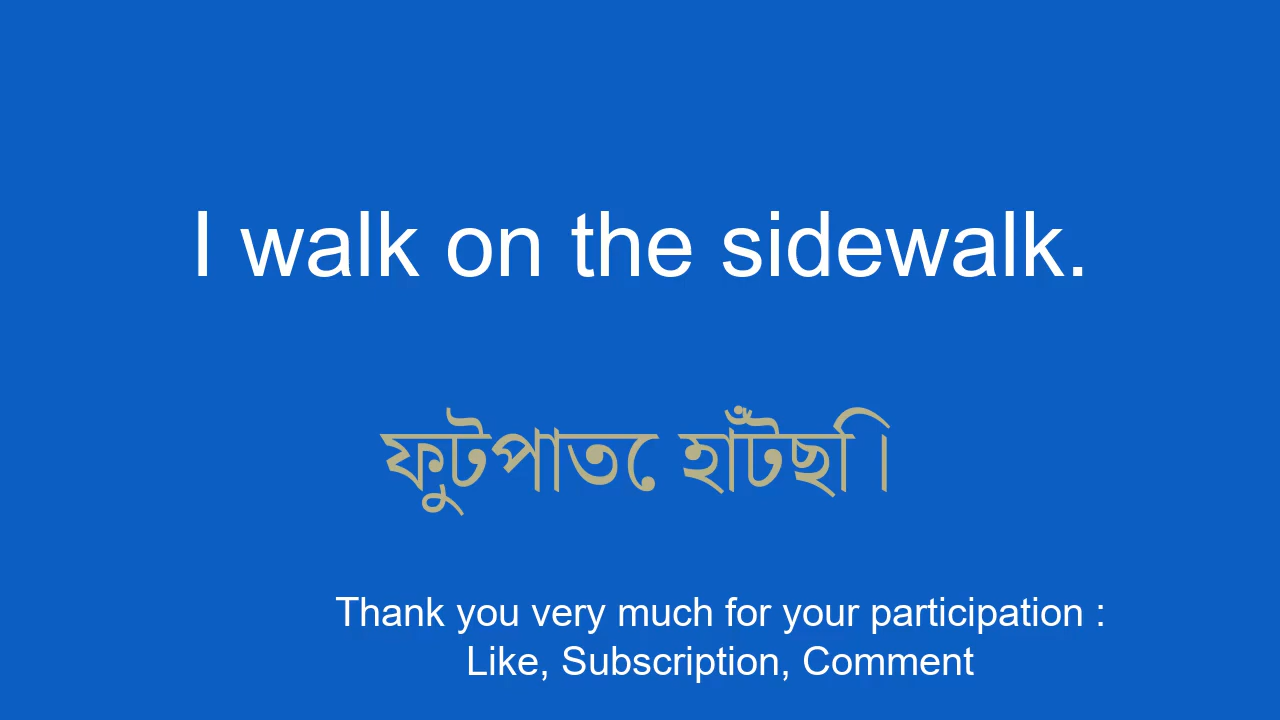 I walk on the sidewalk.
ফুটপাতে হাঁটছি।
Thank you very much for your participation :
Like, Subscription, Comment